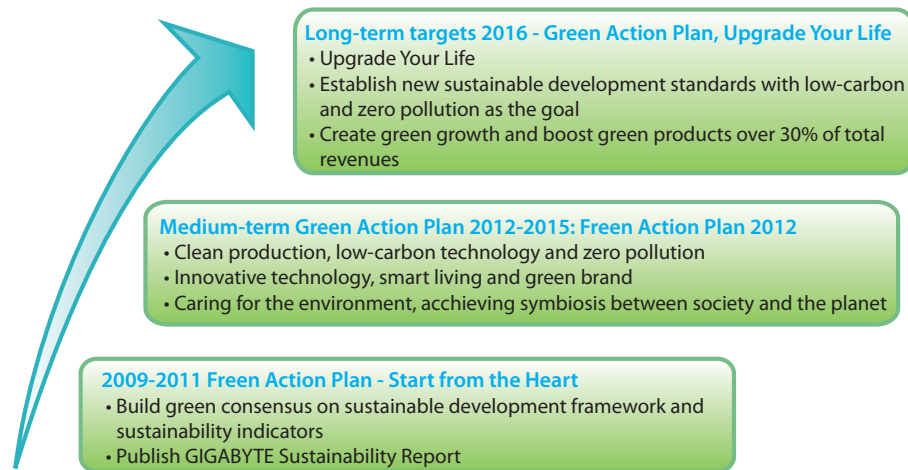 Long-term targets 2016 - Green Action Plan, Upgrade Your Life
• Upgrade Your Life
• Establish new sustainable development standards with low-carbon
and zero pollution as the goal
• Create green growth and boost green products over 30% of total
revenues
Medium-term Green Action Plan 2012-2015: Freen Action Plan 2012
• Clean production, low-carbon technology and zero pollution
• Innovative technology, smart living and green brand
• Caring for the environment, acchieving symbiosis between society and the planet
2009-2011 Freen Action Plan - Start from the Heart
• Build green consensus on sustainable development framework and
sustainability indicators
• Publish GIGABYTE Sustainability Report